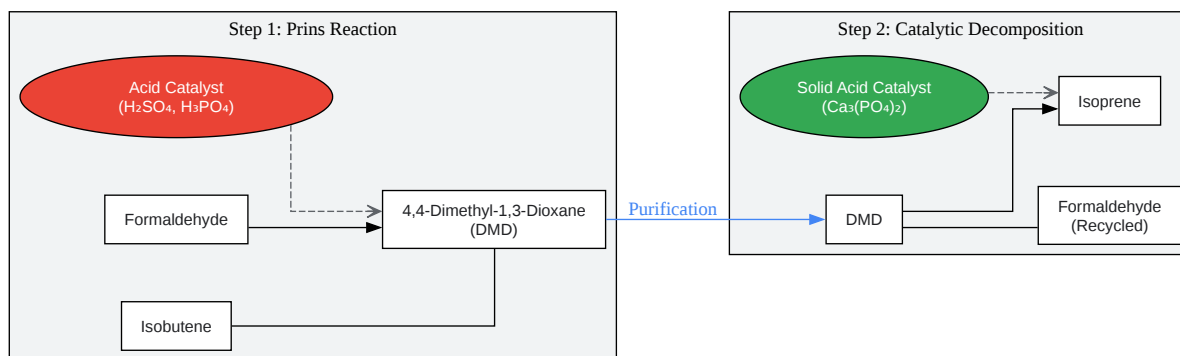 Step 1: Prins Reaction
Acid Catalyst
(H₂SO₄, H₃PO₄)
Formaldehyde
4,4-Dimethyl-1,3-Dioxane
(DMD)
Isobutene
Purification
Step 2: Catalytic Decomposition
Solid Acid Catalyst
(Ca₃(PO₄)₂)
Isoprene
DMD
Formaldehyde
(Recycled)